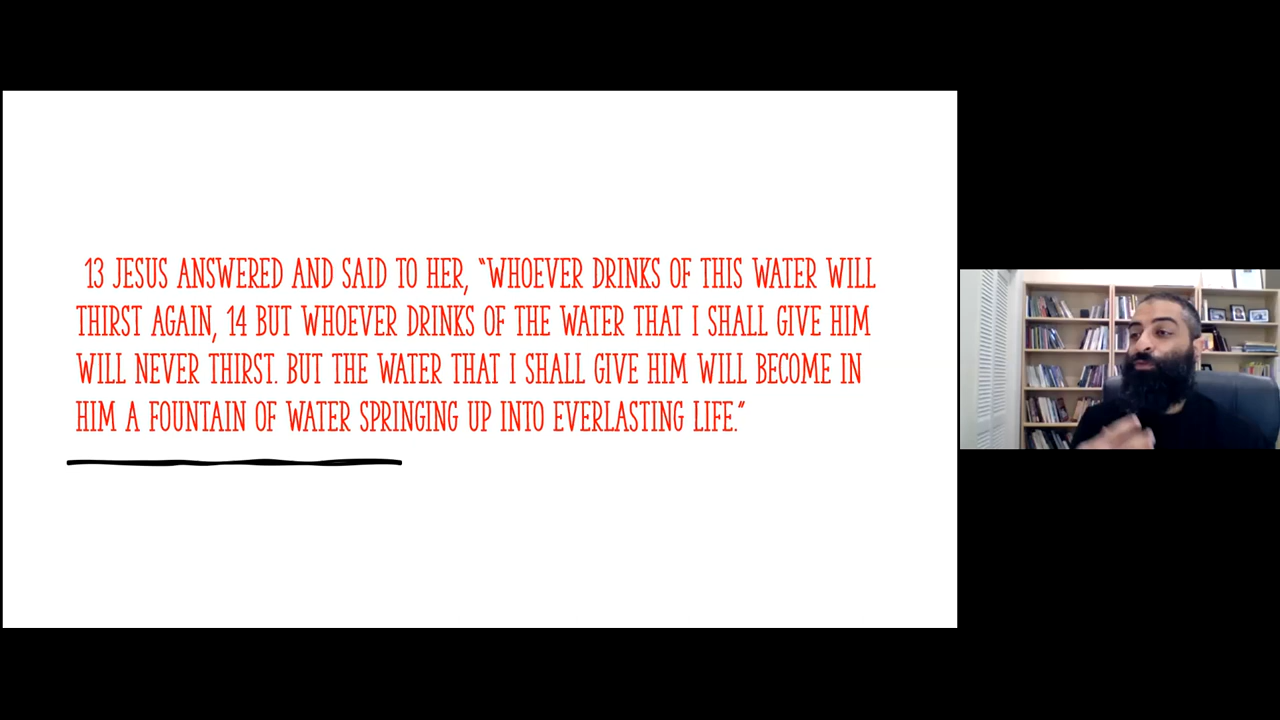 13 JESUS ANSWERED AND SAID TO HER, “WHOEVER DRINKS OF THIS WATER WILL
THIRST AGAIN, 14 BUT WHOEVER DRINKS OF THE WATER THAT I SHALL GIVE HIM
WILL NEVER THIRST. BUT THE WATER THAT I SHALL GIVE HIM WILL BECOME IN
HIM A FOUNTAIN OF WATER SPRINGING UP INTO EVERLASTING LIFE.”